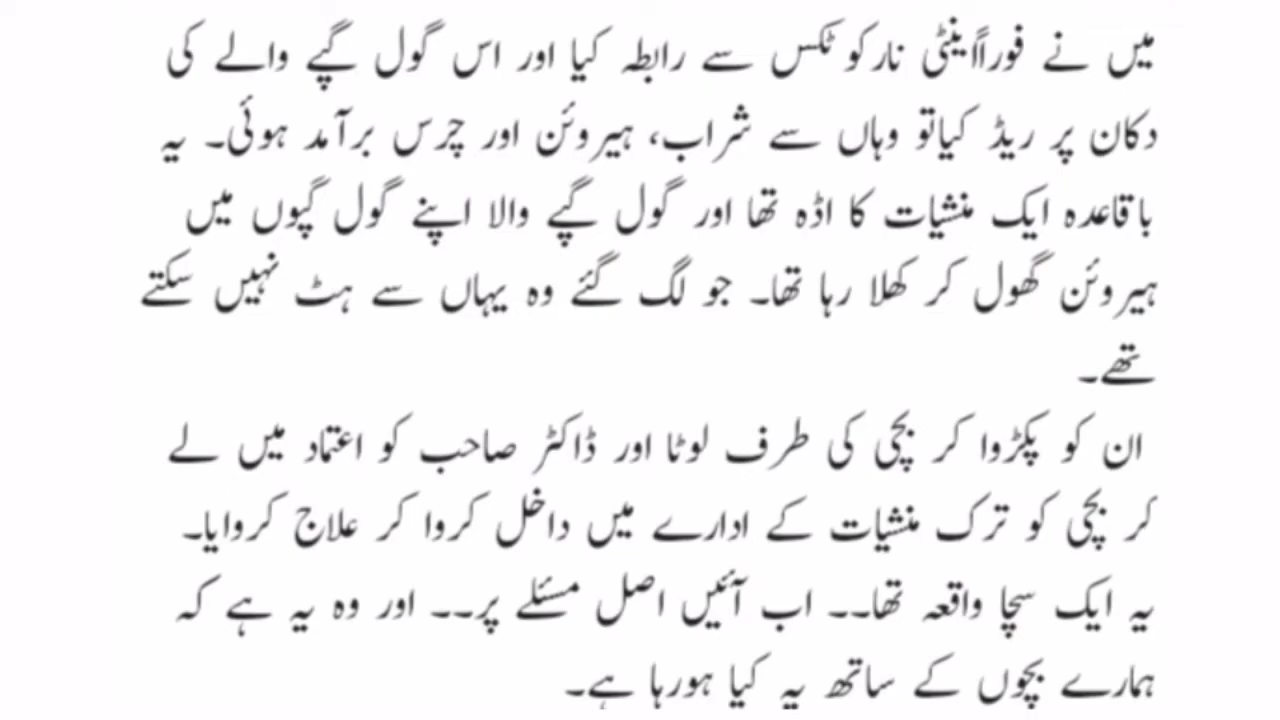 میں نے فوراًاینٹی نارکوٹکس سے رابطہ کیا اور اس گول گپے والے کی
دکان پر ریڈ کیاتو وہاں سے شراب، ہیروئن اور چرس برآمد ہوئی۔ یہ
باقاعدہ ایک منشیات کا اڈہ تھا اور گول گپے والا اپنے گول گپوں میں
ہیروئن گھول کر کھلا رہا تھا۔ جو لگ گئے وہ یہاں سے ہٹ نہیں سکتے
تھے۔
ان کو پکڑوا کر بچی کی طرف لوٹا اور ڈاکٹر صاحب کو اعتماد میں لے
کر بچی کو ترک منشیات کے ادارے میں داخل کروا کر علاج کروایا۔
یہ ایک سچا واقعہ تھا۔۔ اب آئیں اصل مسئلے پر۔۔ اور وہ یہ ہے کہ
ہمارے بچوں کے ساتھ یہ کیا ہورہا ہے۔